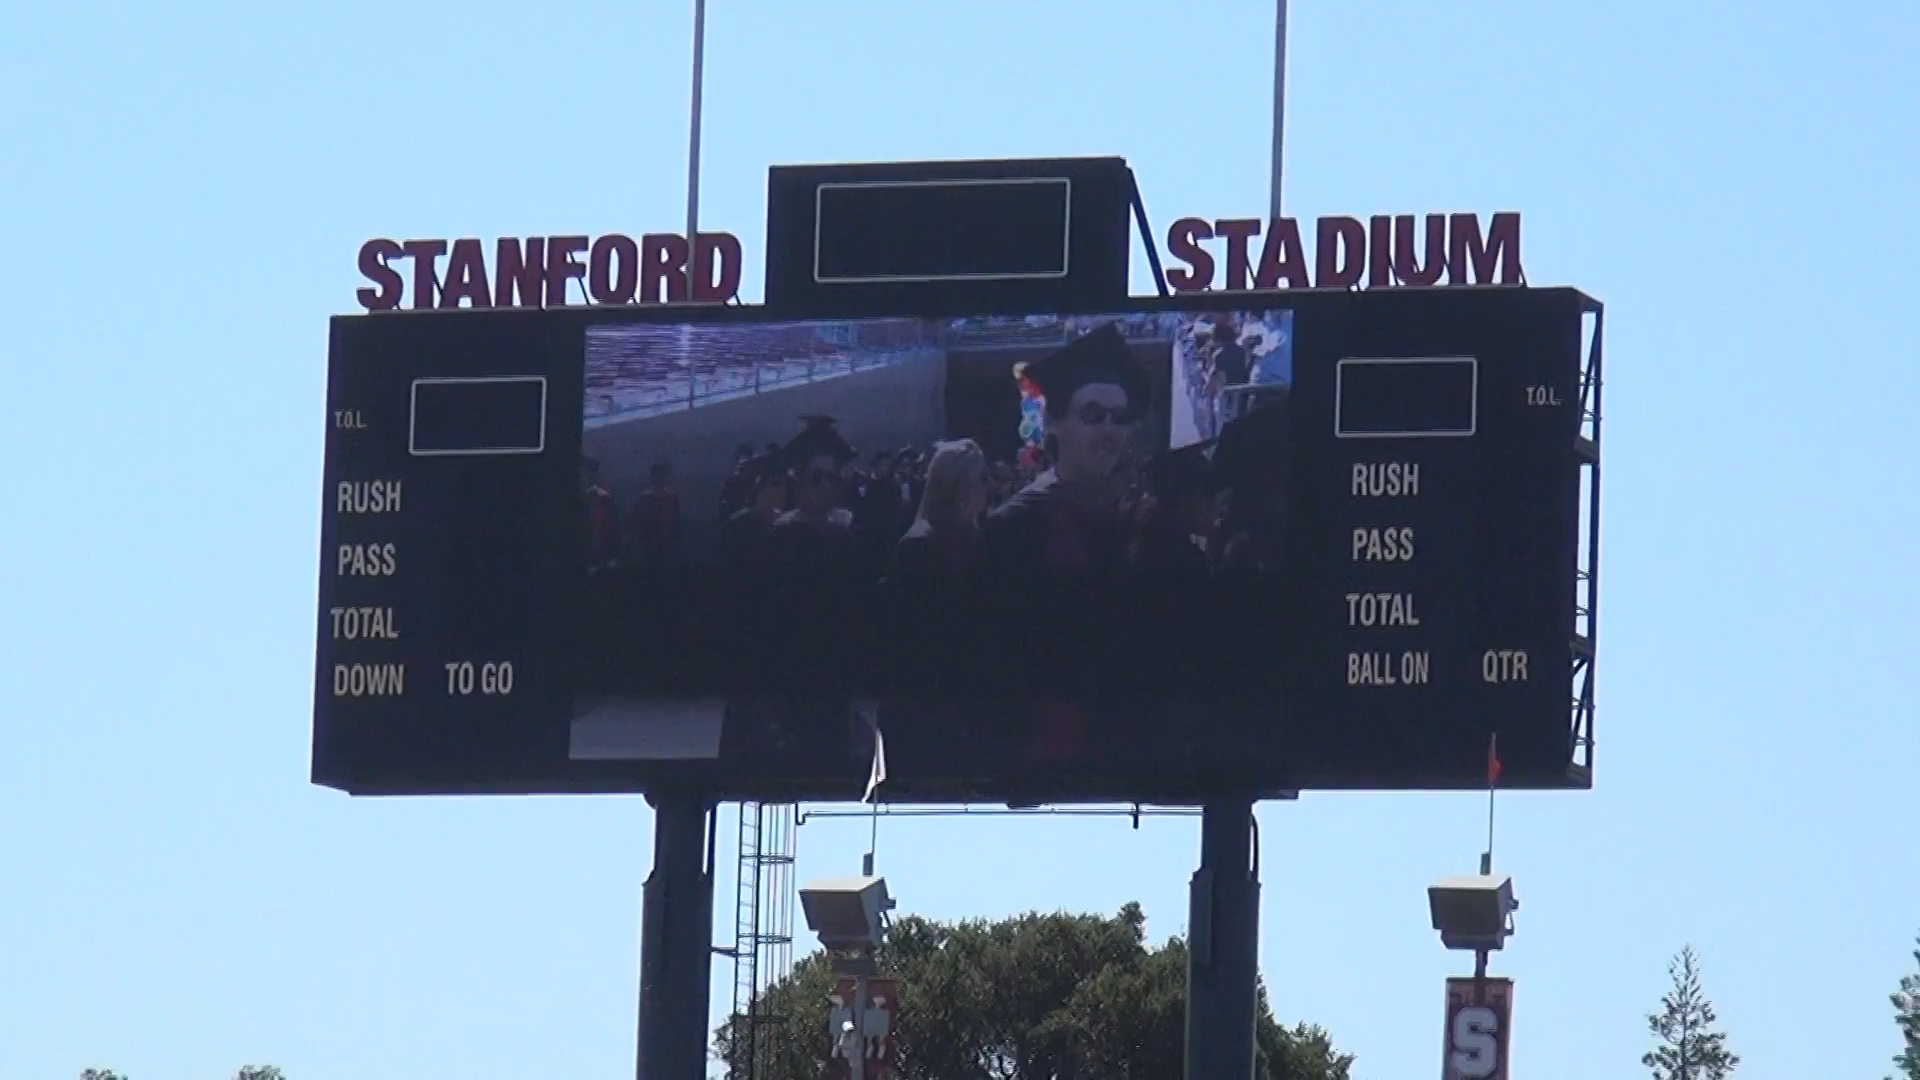 STANFORD STADIUM
T.O.L. T.O.L.
RUSH RUSH
PASS PASS
TOTAL TOTAL
DOWN TO GO BALL ON QTR
S